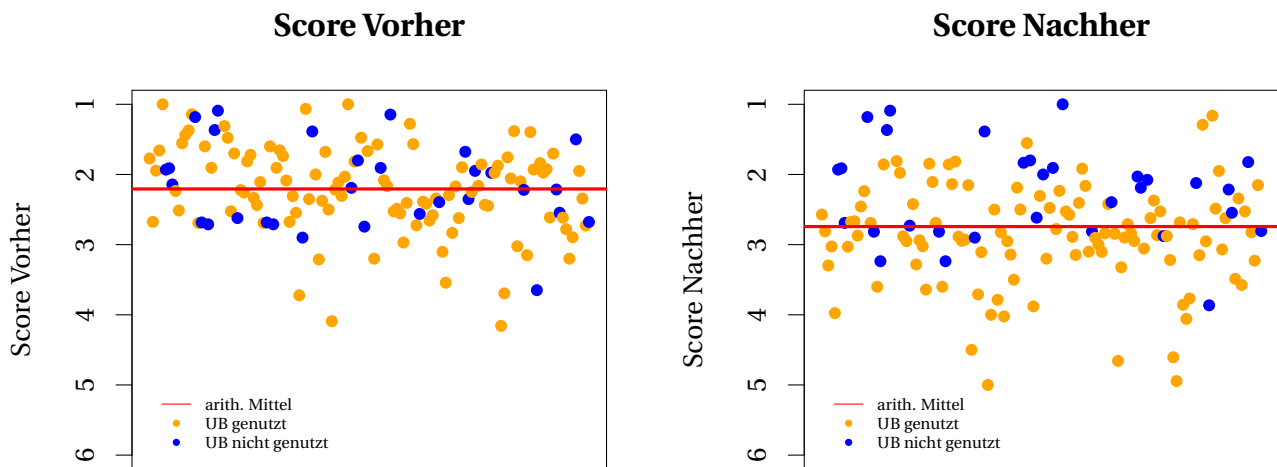 Score Vorher
Score Vorher
1
2
3
4
5
6
arith. Mittel
UB genutzt
UB nicht genutzt
Score Nachher
Score Nachher
1
2
3
4
5
6
arith. Mittel
UB genutzt
UB nicht genutzt